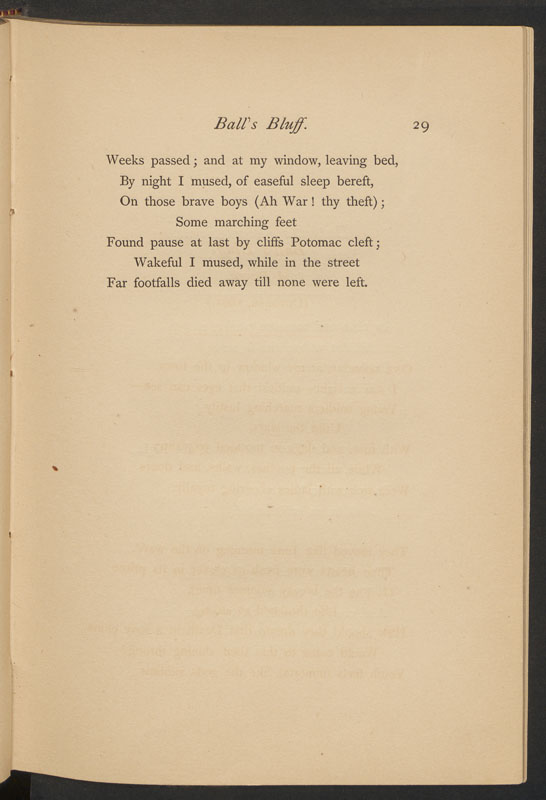 Ball's Bluff. 29
Weeks passed; and at my window, leaving bed,
By night I mused, of easeful sleep bereft,
On those brave boys (Ah War! thy theft);
Some marching feet
Found pause at last by cliffs Potomac cleft;
Wakeful I mused, while in the street
Far footfalls died away till none were left.